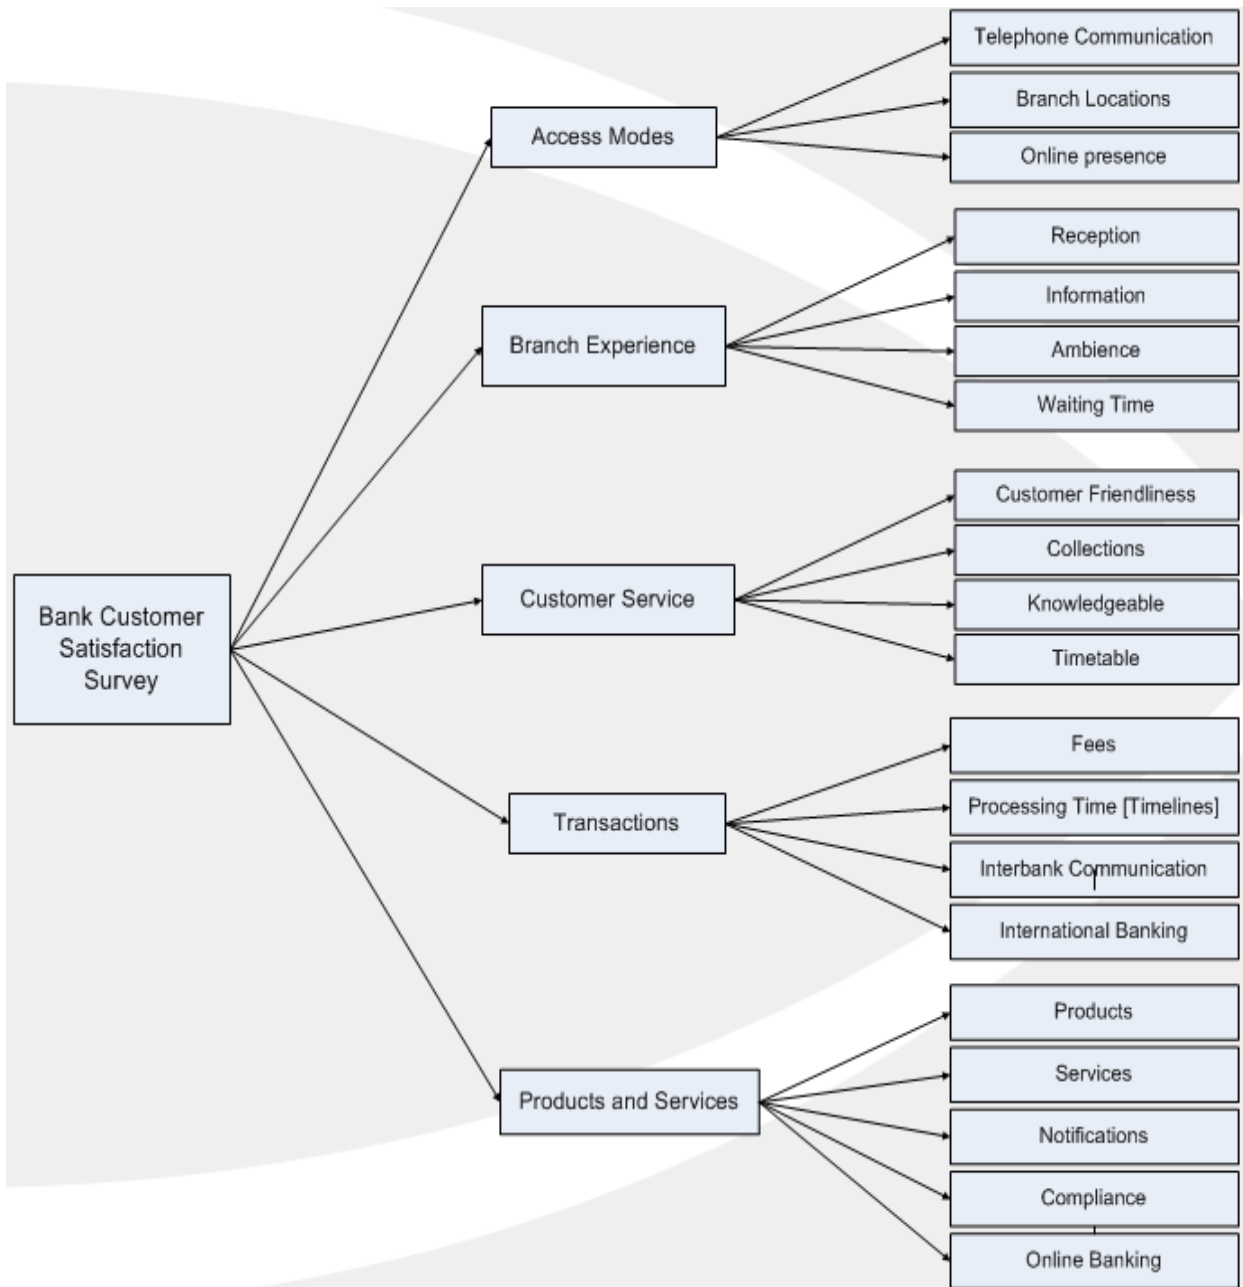 Telephone Communication
Branch Locations
Access Modes
Online presence
Reception
Information
Branch Experience
Ambience
Waiting Time
Customer Friendliness
Collections
Customer Service
Knowledgeable
Timetable
Bank Customer
Satisfaction
Survey
Fees
Processing Time [Timelines]
Transactions
Interbank Communication
International Banking
Products
Services
Products and Services
Notifications
Compliance
Online Banking